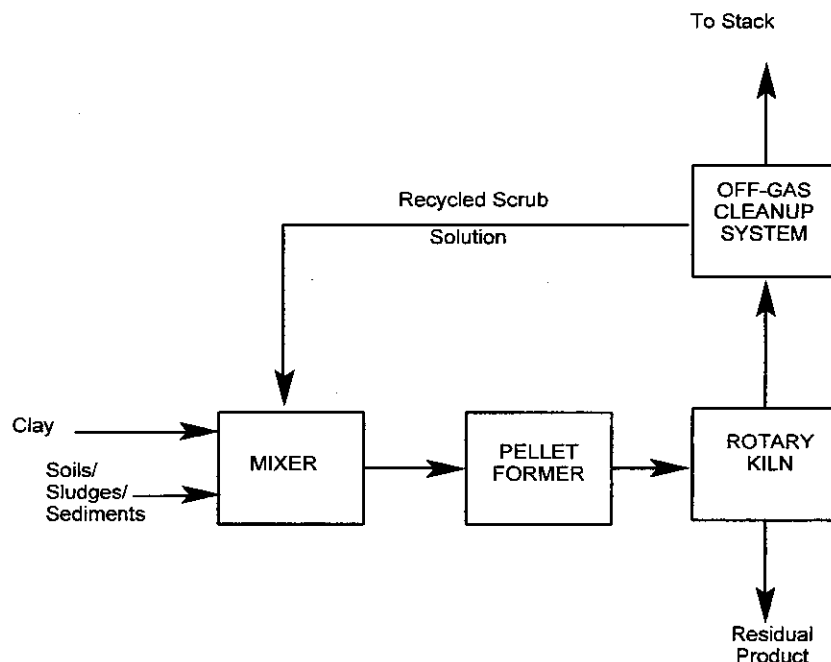 To Stack
OFF-GAS
CLEANUP
SYSTEM
Recycled Scrub
Solution
Clay
Soils/
Sludges/
Sediments
MIXER
PELLET
FORMER
ROTARY
KILN
Residual
Product